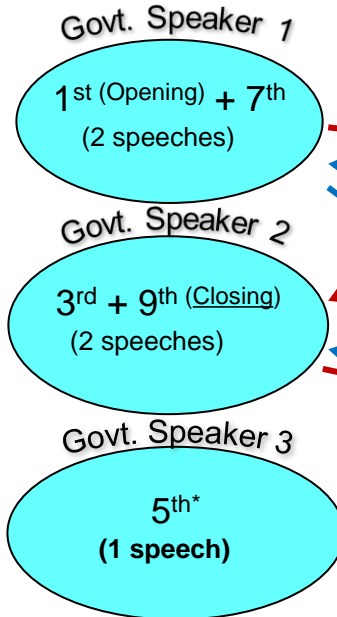 Govt. Speaker 1
1st (Opening) + 7th
(2 speeches)
Govt. Speaker 2
3rd + 9th (Closing)
(2 speeches)
Govt. Speaker 3
5th*
(1 speech)